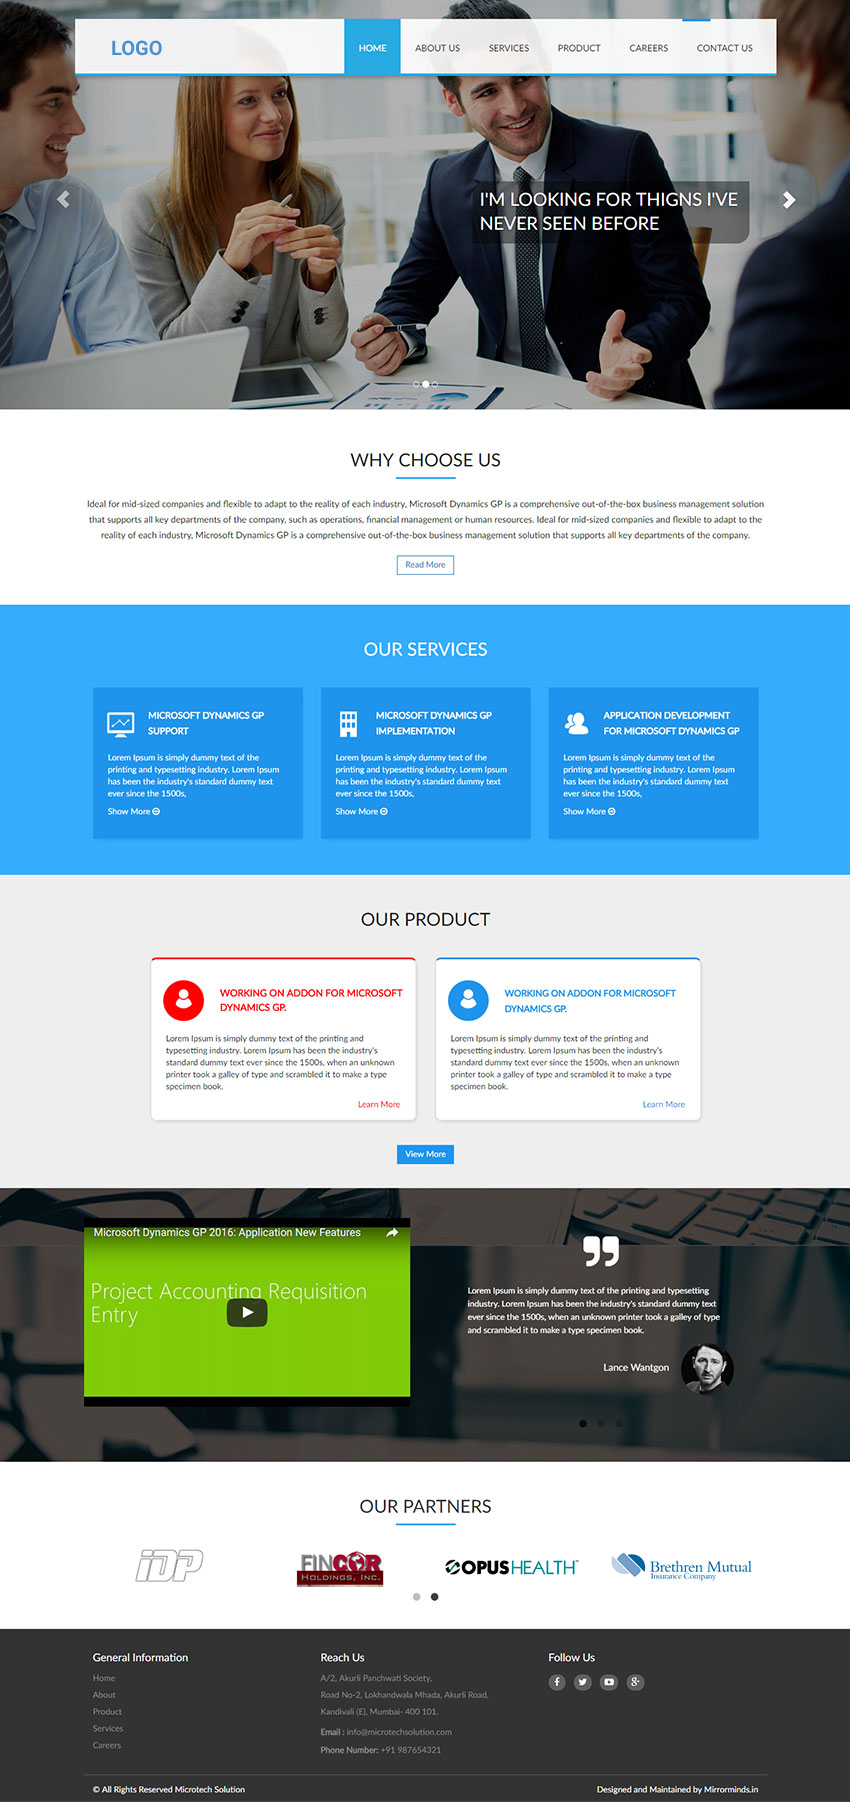 LOGO
HOME ABOUT US SERVICES PRODUCT CAREERS CONTACT US
I'M LOOKING FOR THIGNS I'VE
NEVER SEEN BEFORE
WHY CHOOSE US
Ideal for mid-sized companies and flexible to adapt to the reality of each industry, Microsoft Dynamics GP is a comprehensive out-of-the-box business management solution
that supports all key departments of the company, such as operations, financial management or human resources. Ideal for mid-sized companies and flexible to adapt to the
reality of each industry, Microsoft Dynamics GP is a comprehensive out-of-the-box business management solution that supports all key departments of the company.
Read More
OUR SERVICES
MICROSOFT DYNAMICS GP
SUPPORT
Lorem Ipsum is simply dummy text of the
printing and typesetting industry. Lorem Ipsum
has been the industry's standard dummy text
ever since the 1500s,
Show More
MICROSOFT DYNAMICS GP
IMPLEMENTATION
Lorem Ipsum is simply dummy text of the
printing and typesetting industry. Lorem Ipsum
has been the industry's standard dummy text
ever since the 1500s,
Show More
APPLICATION DEVELOPMENT
FOR MICROSOFT DYNAMICS GP
Lorem Ipsum is simply dummy text of the
printing and typesetting industry. Lorem Ipsum
has been the industry's standard dummy text
ever since the 1500s,
Show More
OUR PRODUCT
WORKING ON ADDON FOR MICROSOFT
DYNAMICS GP.
Lorem Ipsum is simply dummy text of the printing and
typesetting industry. Lorem Ipsum has been the industry's
standard dummy text ever since the 1500s, when an unknown
printer took a galley of type and scrambled it to make a type
specimen book.
Learn More
WORKING ON ADDON FOR MICROSOFT
DYNAMICS GP.
Lorem Ipsum is simply dummy text of the printing and
typesetting industry. Lorem Ipsum has been the industry's
standard dummy text ever since the 1500s, when an unknown
printer took a galley of type and scrambled it to make a type
specimen book.
Learn More
View More
Microsoft Dynamics GP 2016: Application New Features
Project Accounting Requisition
Entry
Lorem Ipsum is simply dummy text of the printing and typesetting
industry. Lorem Ipsum has been the industry's standard dummy text
ever since the 1500s, when an unknown printer took a galley of type
and scrambled it to make a type specimen book.
Lance Wantgon
OUR PARTNERS
iDP
FINCOR
HOLDINGS, INC.
OPUSHEALTH™
Brethren Mutual
Insurance Company
General Information
Home
About
Product
Services
Careers
Reach Us
A/2, Akurli Panchwati Society,
Road No-2, Lokhandwala Mhada, Akurli Road,
Kandivali (E), Mumbai- 400 101.
Email : info@microtechsolution.com
Phone Number: +91 987654321
Follow Us
© All Rights Reserved Microtech Solution
Designed and Maintained by Mirrorminds.in